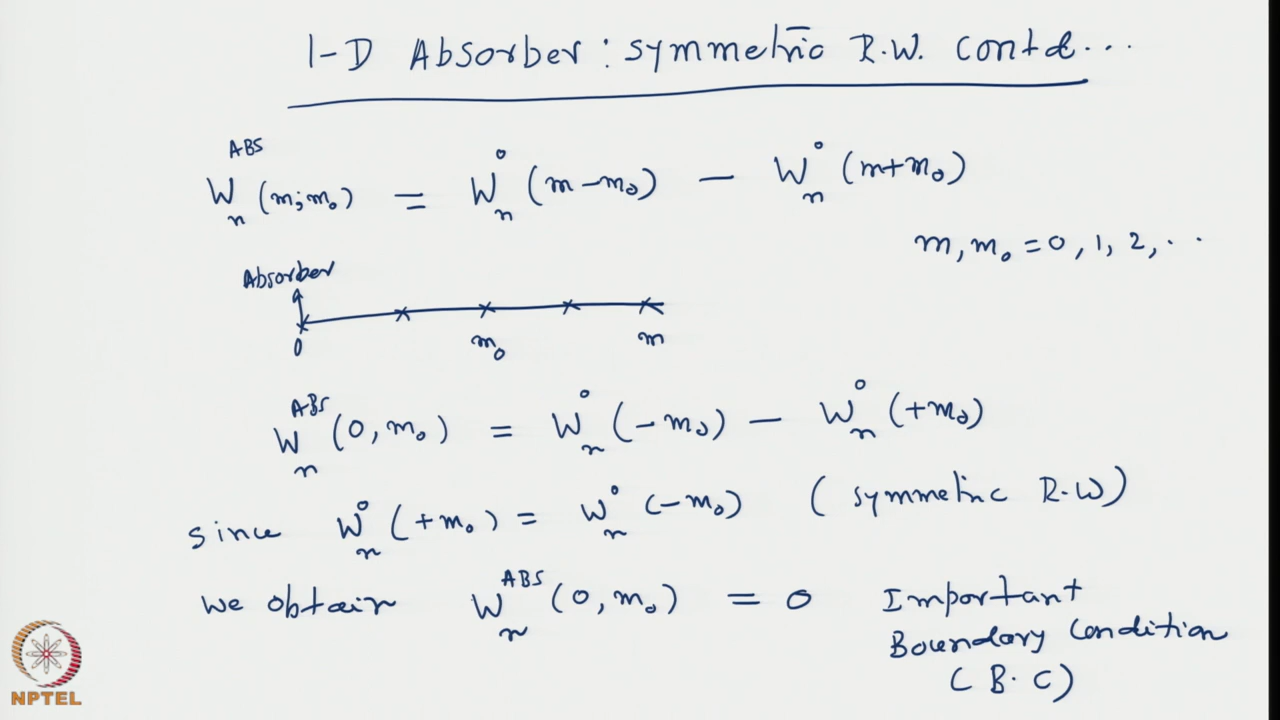 1-D Absorber : symmetric R.W. Contd...
W_n^ABS (m; m₀) = W_n^0 (m - m₀) - W_n^0 (m + m₀)
m, m₀ = 0, 1, 2, ..
Absorber
0 m₀ m
W_n^ABS (0, m₀) = W_n^0 (-m₀) - W_n^0 (+m₀)
since W_n^0 (+m₀) = W_n^0 (-m₀) (symmetric R.W)
we obtain W_n^ABS (0, m₀) = 0 Important
Boundary Condition
(B.C)
NPTEL